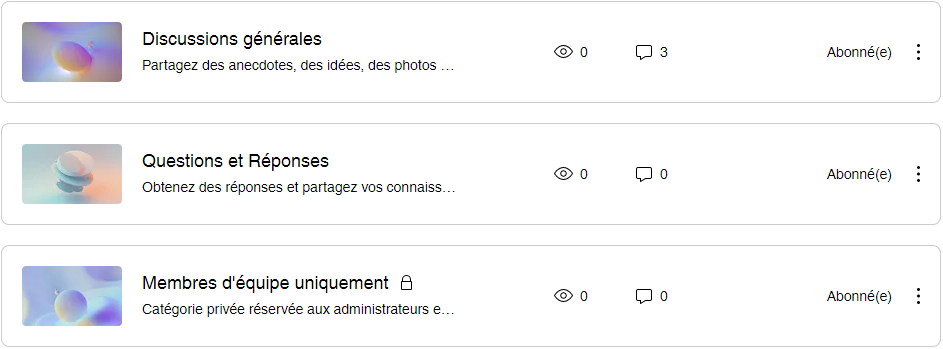 Discussions générales
Partagez des anecdotes, des idées, des photos …
0
3
Abonné(e)
Questions et Réponses
Obtenez des réponses et partagez vos connaiss…
0
0
Abonné(e)
Membres d'équipe uniquement
Catégorie privée réservée aux administrateurs e…
0
0
Abonné(e)